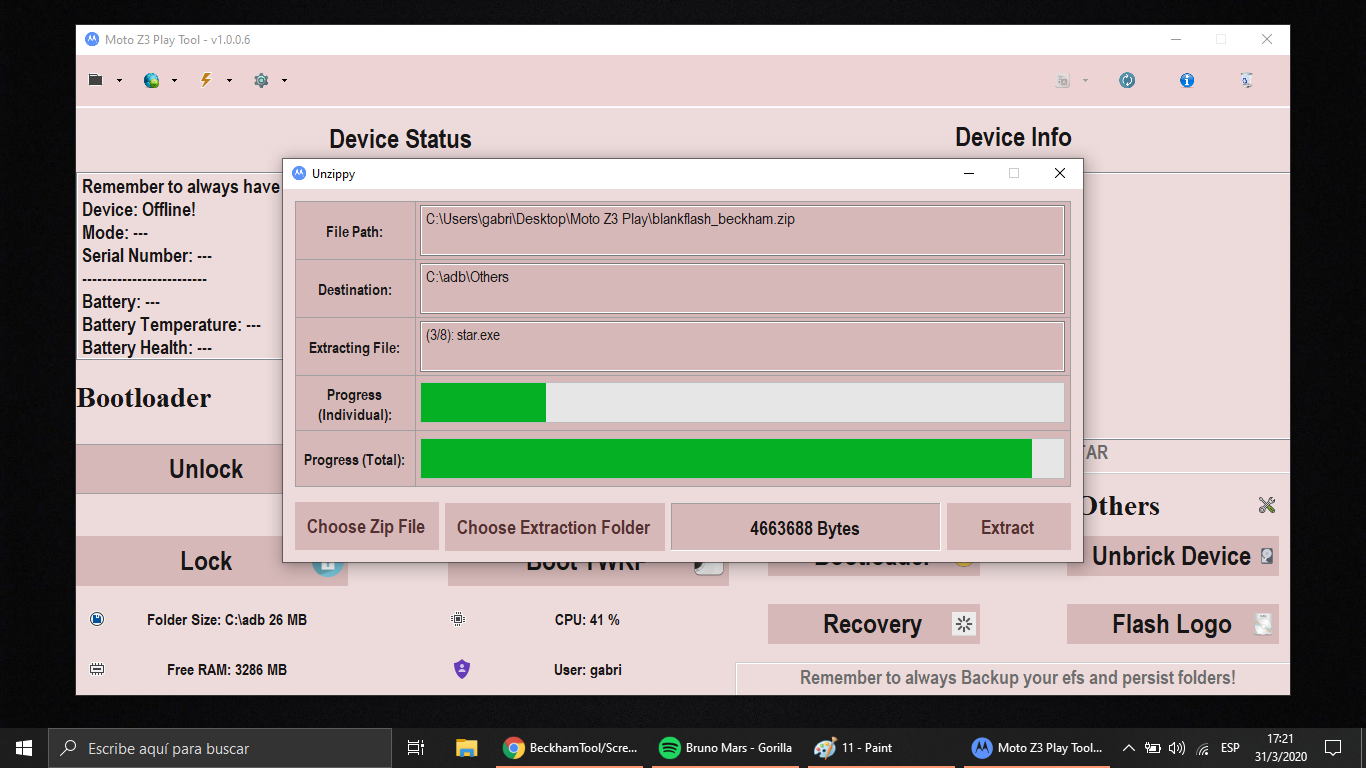 Moto Z3 Play Tool - v1.0.0.6
Device Status
Device Info
Remember to always have
Device: Offline!
Mode: ---
Serial Number: ---
-------------------------
Battery: ---
Battery Temperature: ---
Battery Health: ---
Bootloader
Unlock
Lock
Unzippy
File Path:
C:\Users\gabri\Desktop\Moto Z3 Play\blankflash_beckham.zip
Destination:
C:\adb\Others
Extracting File:
(3/8): star.exe
Progress
(Individual):
Progress (Total):
Choose Zip File
Choose Extraction Folder
4663688 Bytes
Extract
TAR
Others
Boot TWRP
Bootloader
Unbrick Device
Recovery
Flash Logo
Folder Size: C:\adb 26 MB
CPU: 41 %
Free RAM: 3286 MB
User: gabri
Remember to always Backup your efs and persist folders!
Escribe aquí para buscar
BeckhamTool/Scre...
Bruno Mars - Gorilla
11 - Paint
Moto Z3 Play Tool...
ESP
17:21
31/3/2020